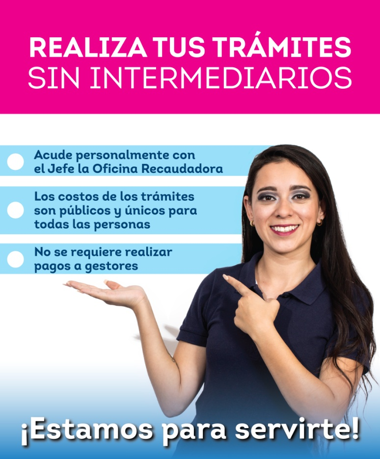 REALIZA TUS TRÁMITES
SIN INTERMEDIARIOS
Acude personalmente con
el Jefe la Oficina Recaudadora
Los costos de los trámites
son públicos y únicos para
todas las personas
No se requiere realizar
pagos a gestores
¡Estamos para servirte!